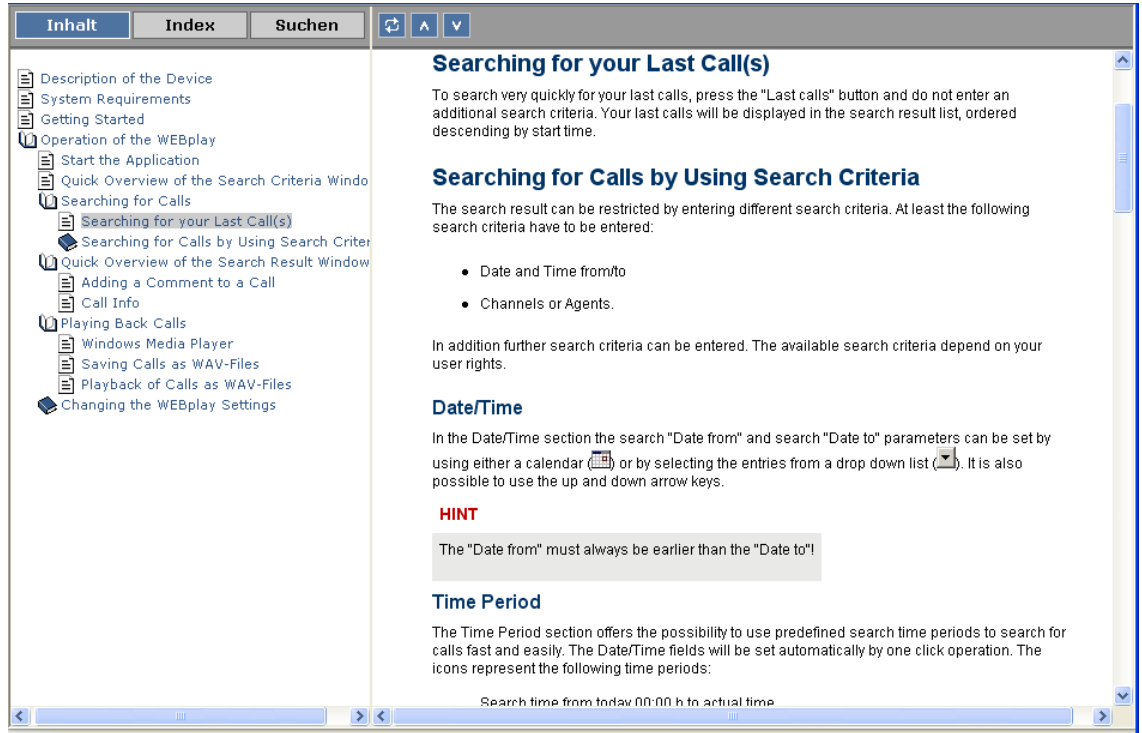 Inhalt
Index
Suchen
Description of the Device
System Requirements
Getting Started
Operation of the WEBplay
Start the Application
Quick Overview of the Search Criteria Windo
Searching for Calls
Searching for your Last Call(s)
Searching for Calls by Using Search Criter
Quick Overview of the Search Result Window
Adding a Comment to a Call
Call Info
Playing Back Calls
Windows Media Player
Saving Calls as WAV-Files
Playback of Calls as WAV-Files
Changing the WEBplay Settings
Searching for your Last Call(s)
To search very quickly for your last calls, press the "Last calls" button and do not enter an
additional search criteria. Your last calls will be displayed in the search result list, ordered
descending by start time.
Searching for Calls by Using Search Criteria
The search result can be restricted by entering different search criteria. At least the following
search criteria have to be entered:
• Date and Time from/to
• Channels or Agents.
In addition further search criteria can be entered. The available search criteria depend on your
user rights.
Date/Time
In the Date/Time section the search "Date from" and search "Date to" parameters can be set by
using either a calendar ( ) or by selecting the entries from a drop down list ( ). It is also
possible to use the up and down arrow keys.
HINT
The "Date from" must always be earlier than the "Date to"!
Time Period
The Time Period section offers the possibility to use predefined search time periods to search for
calls fast and easily. The Date/Time fields will be set automatically by one click operation. The
icons represent the following time periods:
Search time from today 00:00 h to actual time